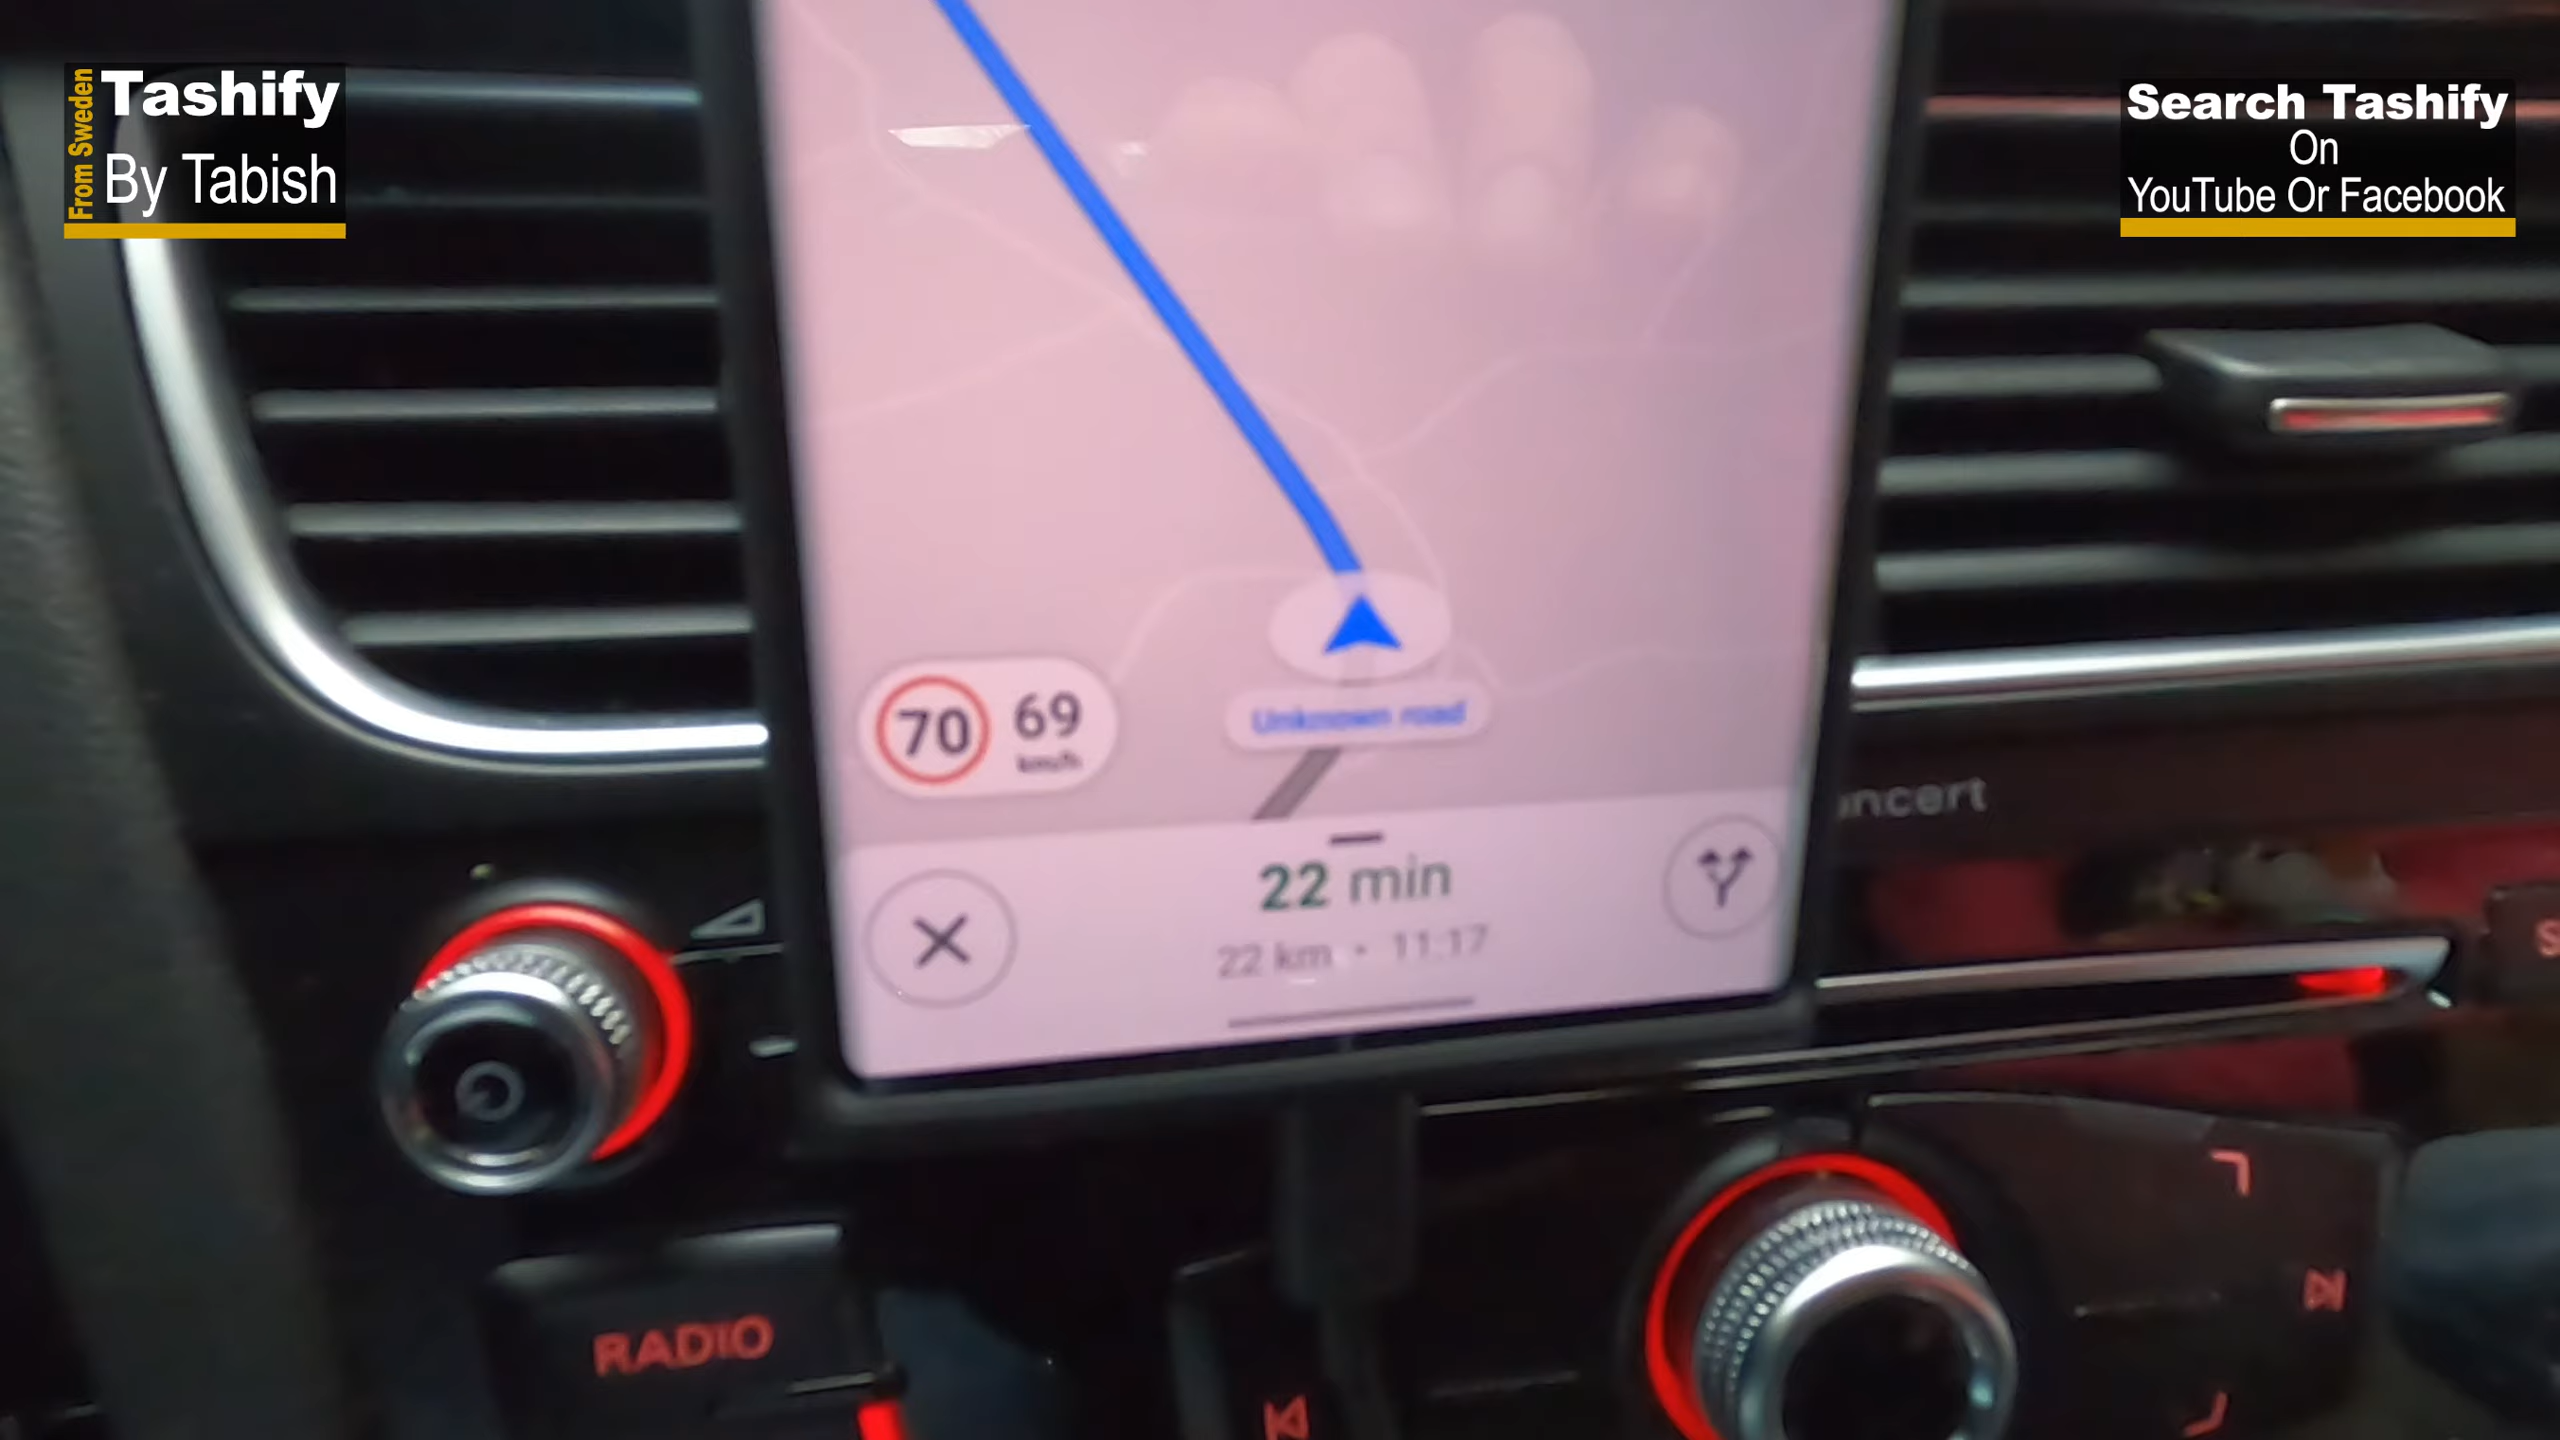 From Sweden
Tashify
By Tabish
Search Tashify
On
YouTube Or Facebook
70
69
km/h
Unknown road
22 min
22 km · 11:17
ncert
RADIO
S